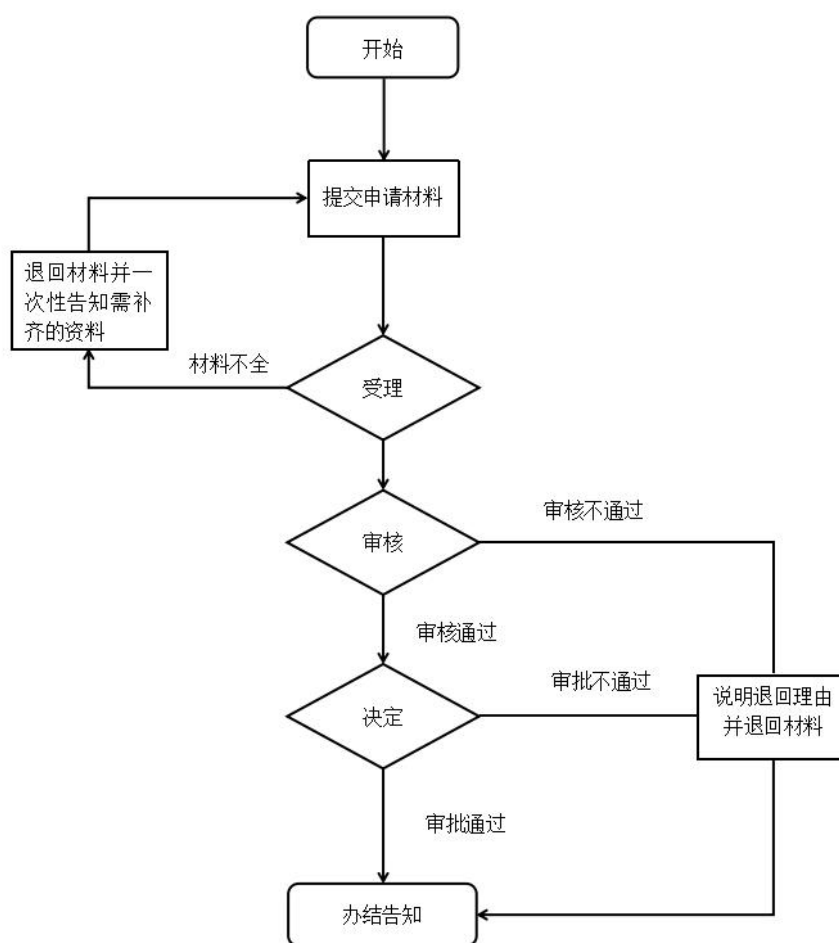 开始
提交申请材料
退回材料并一
次性告知需补
齐的资料
材料不全
受理
审核不通过
审核
审核通过
审批不通过
说明退回理由
并退回材料
决定
审批通过
办结告知